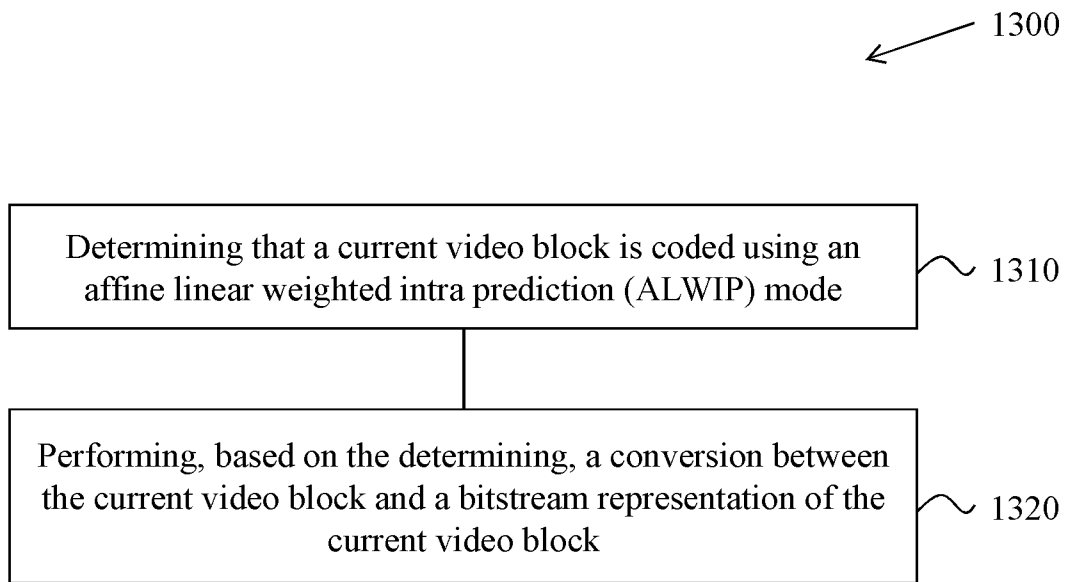 1300
Determining that a current video block is coded using an
affine linear weighted intra prediction (ALWIP) mode
1310
Performing, based on the determining, a conversion between
the current video block and a bitstream representation of the
current video block
1320